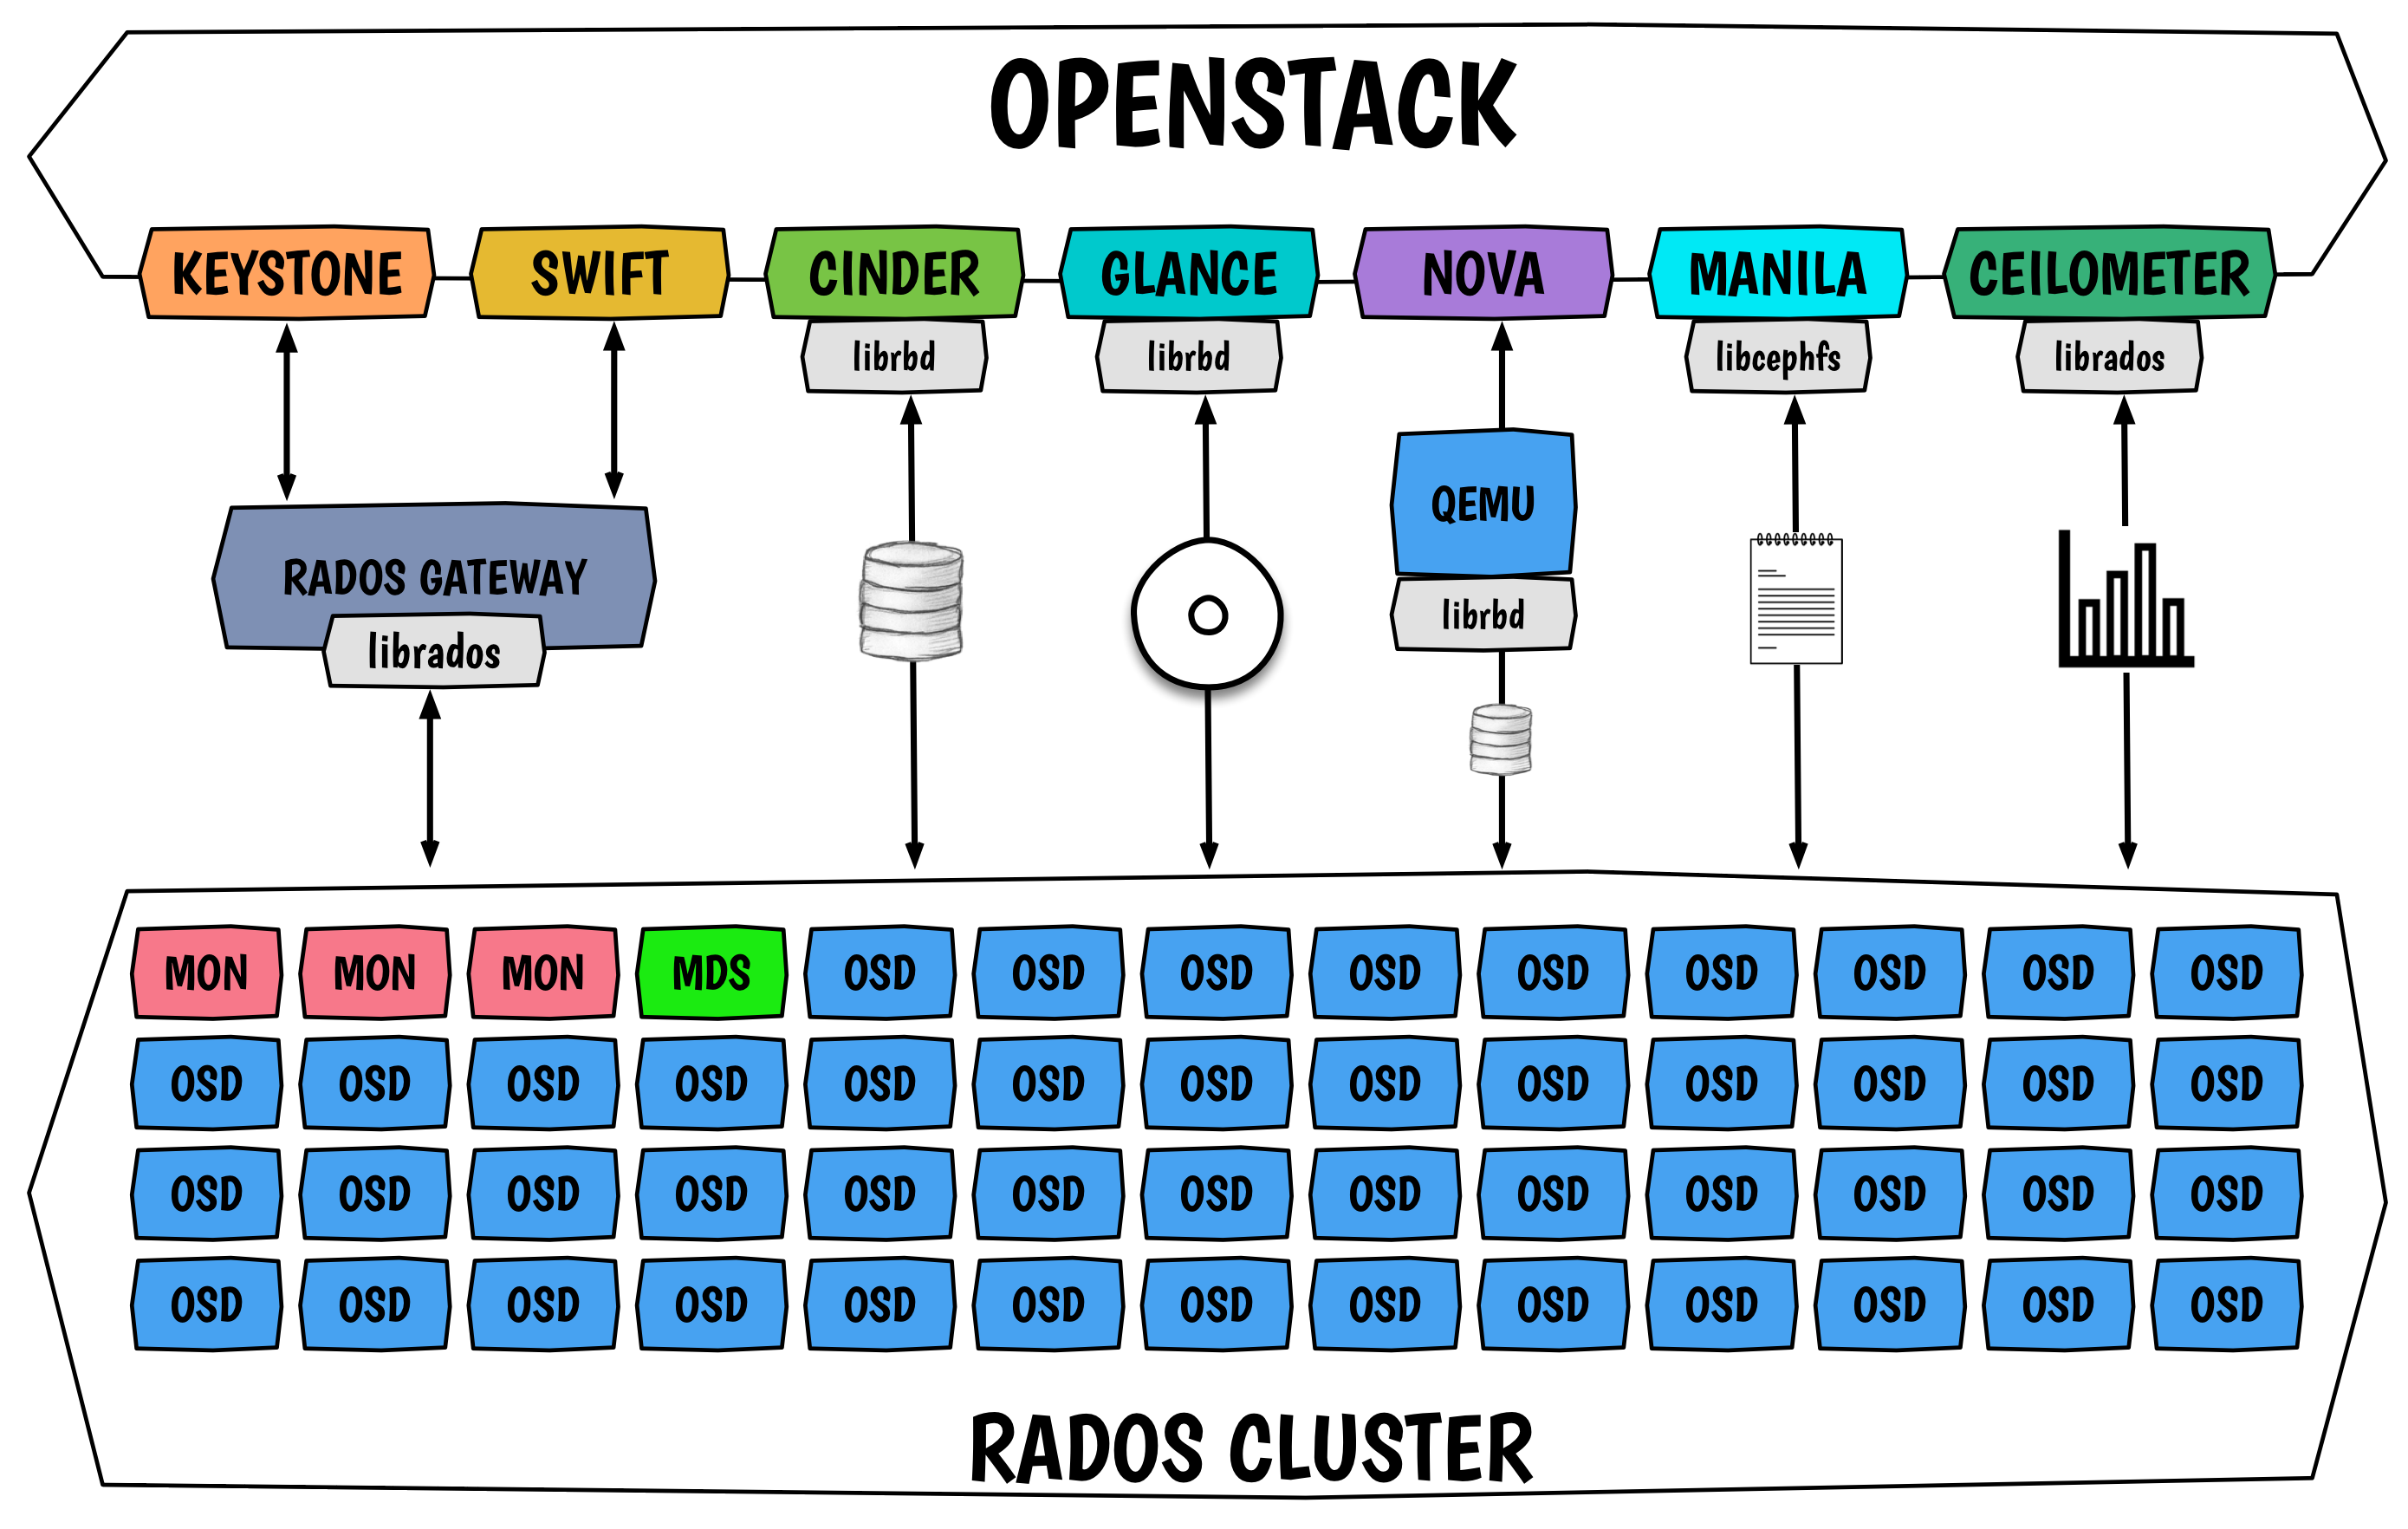 OPENSTACK
KEYSTONE SWIFT CINDER GLANCE NOVA MANILA CEILOMETER
librbd librbd libcephfs librados
QEMU
RADOS GATEWAY
librbd
librados
MON MON MON MDS OSD OSD OSD OSD OSD OSD OSD OSD OSD
OSD OSD OSD OSD OSD OSD OSD OSD OSD OSD OSD OSD OSD
OSD OSD OSD OSD OSD OSD OSD OSD OSD OSD OSD OSD OSD
OSD OSD OSD OSD OSD OSD OSD OSD OSD OSD OSD OSD OSD
RADOS CLUSTER